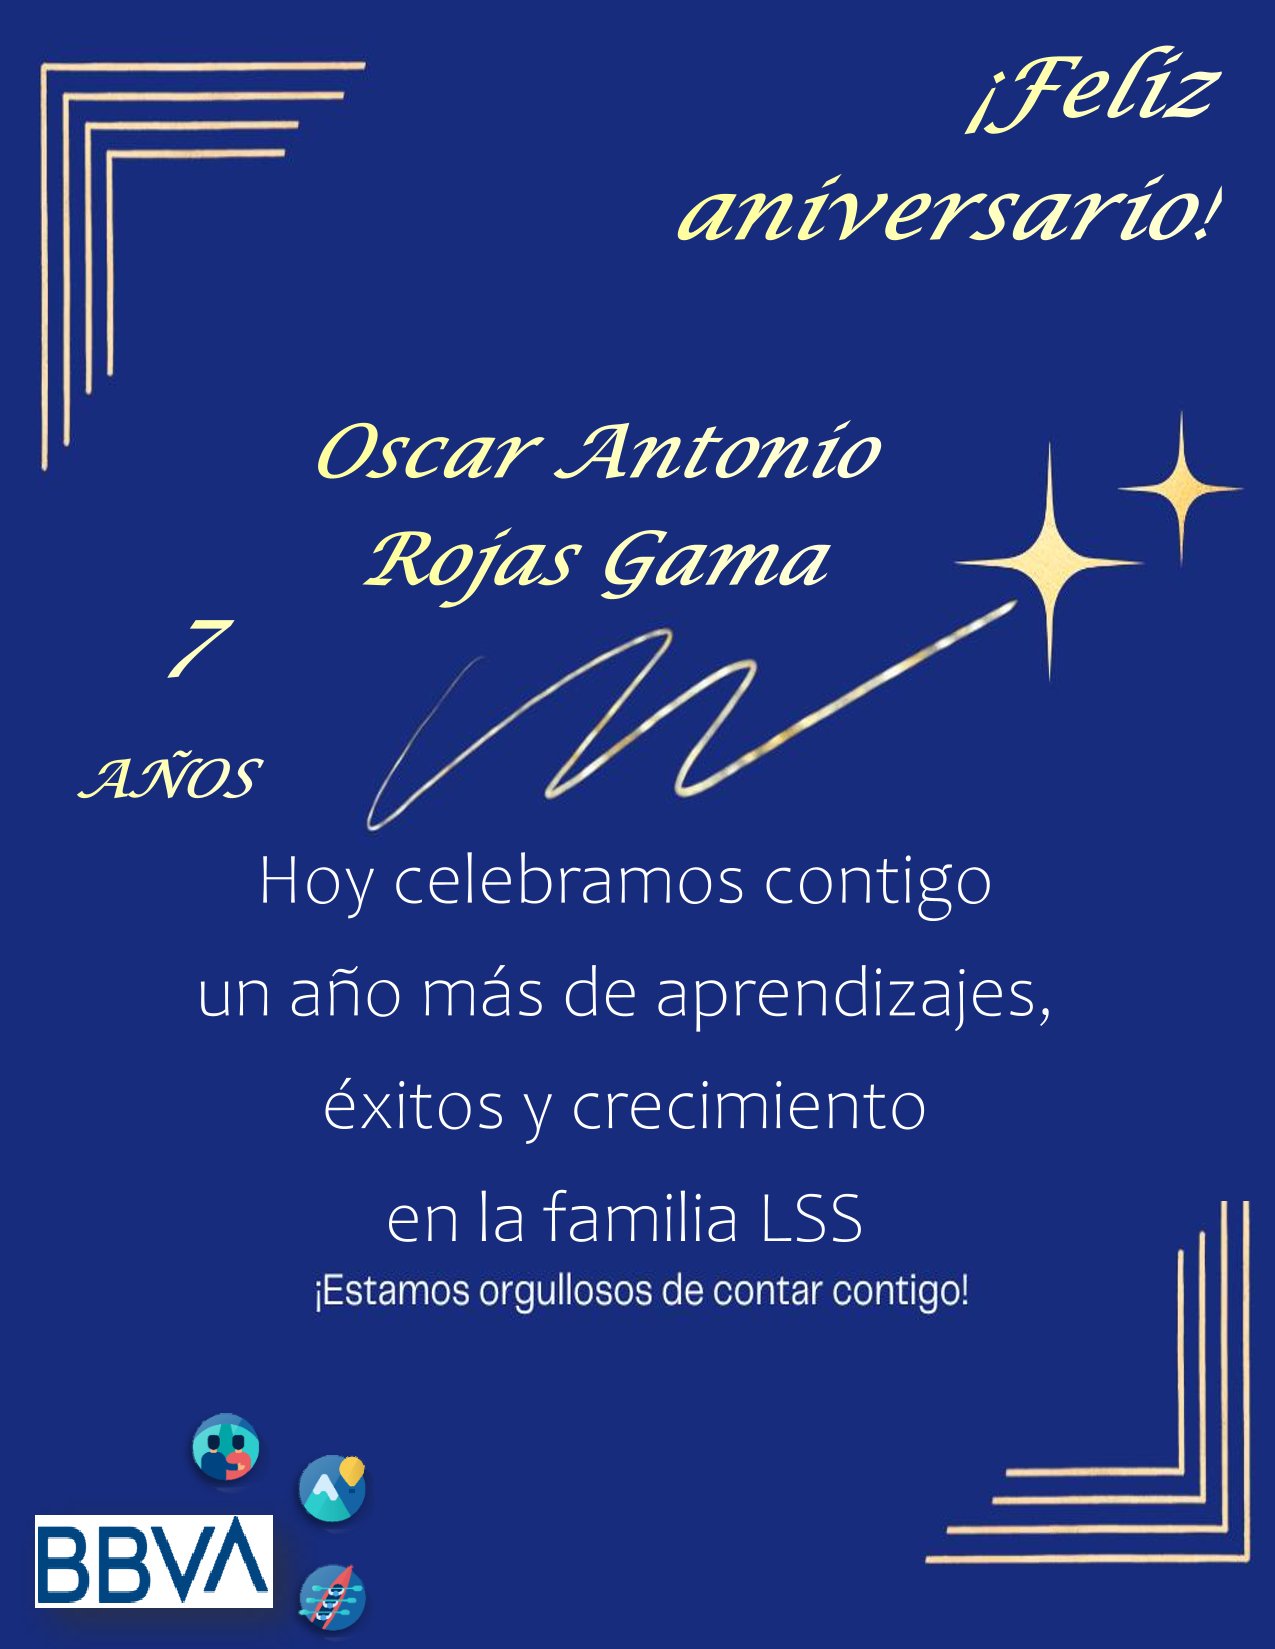 ¡Feliz
aniversario!
Oscar Antonio
Rojas Gama
7
AÑOS
Hoy celebramos contigo
un año más de aprendizajes,
éxitos y crecimiento
en la familia LSS
¡Estamos orgullosos de contar contigo!
BBVA